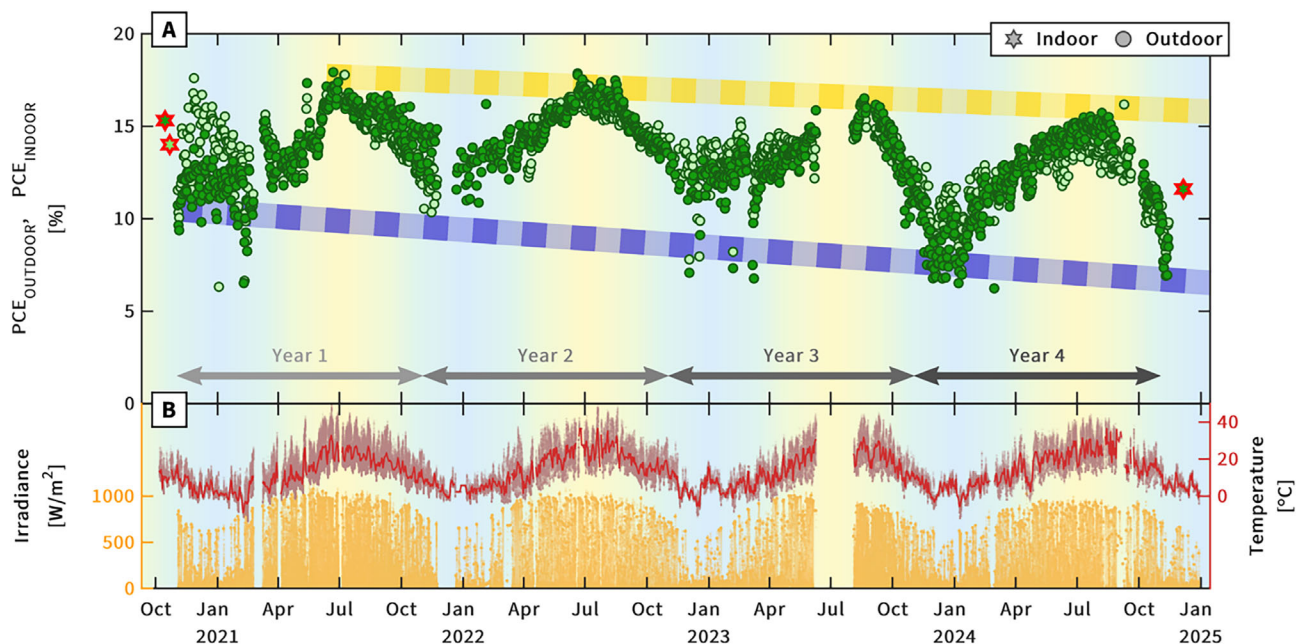 A
Indoor Outdoor
20
15
10
5
0
PCE_OUTDOOR, PCE_INDOOR
[%]
Year 1 Year 2 Year 3 Year 4
B
Irradiance
[W/m²]
1000
500
0
40
20
0
Temperature
[°C]
Oct Jan Apr Jul Oct Jan Apr Jul Oct Jan Apr Jul Oct Jan Apr Jul Oct Jan
2021 2022 2023 2024 2025